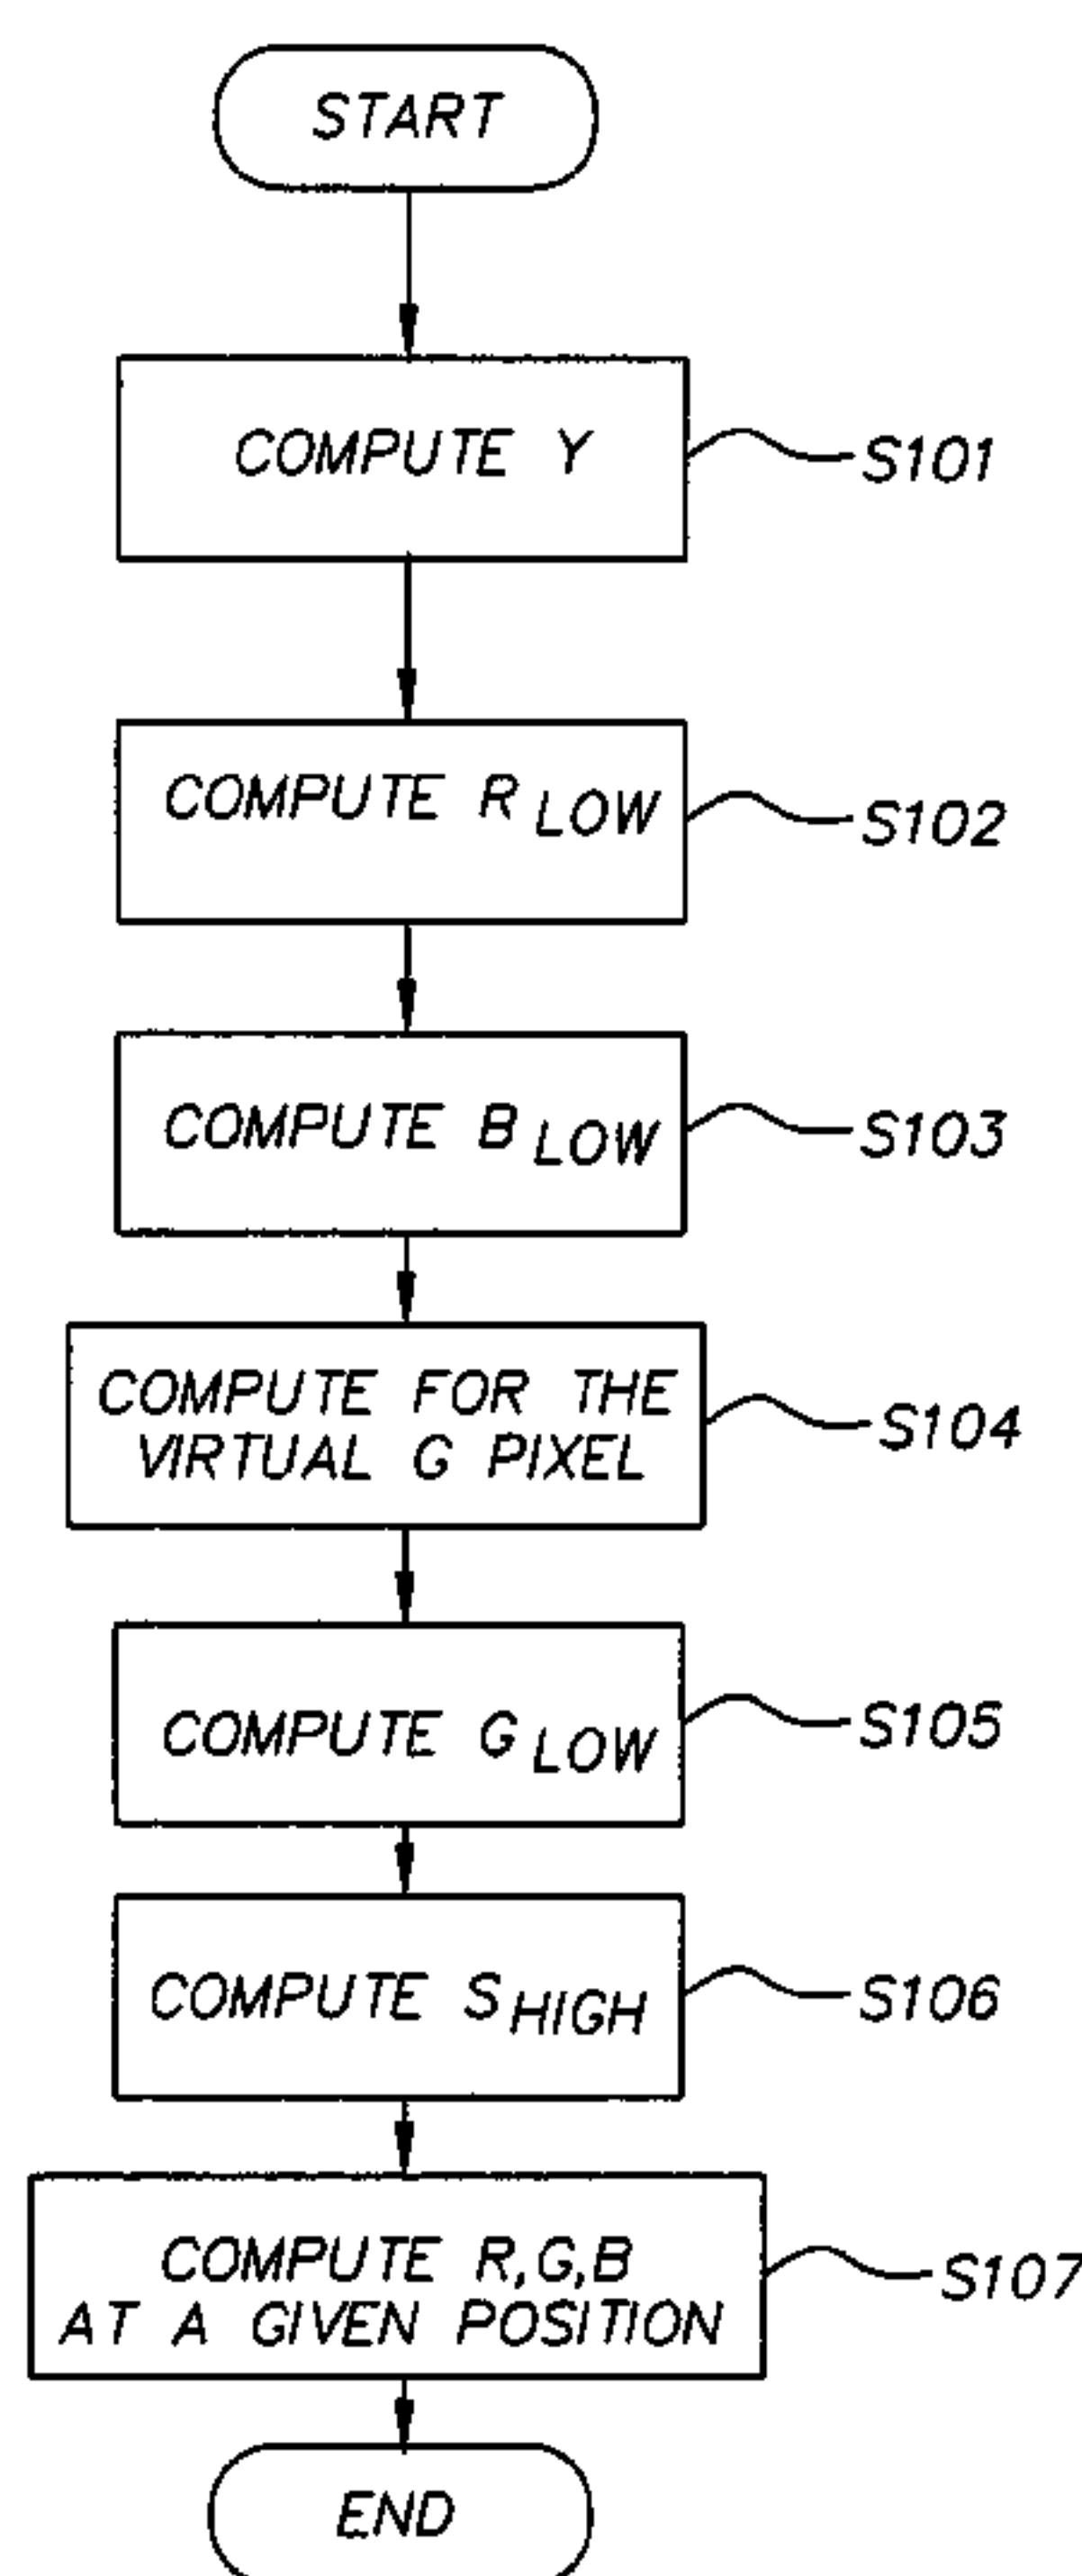 START
COMPUTE Y
S101
COMPUTE R LOW
S102
COMPUTE B LOW
S103
COMPUTE FOR THE
VIRTUAL G PIXEL
S104
COMPUTE G LOW
S105
COMPUTE S HIGH
S106
COMPUTE R,G,B
AT A GIVEN POSITION
S107
END